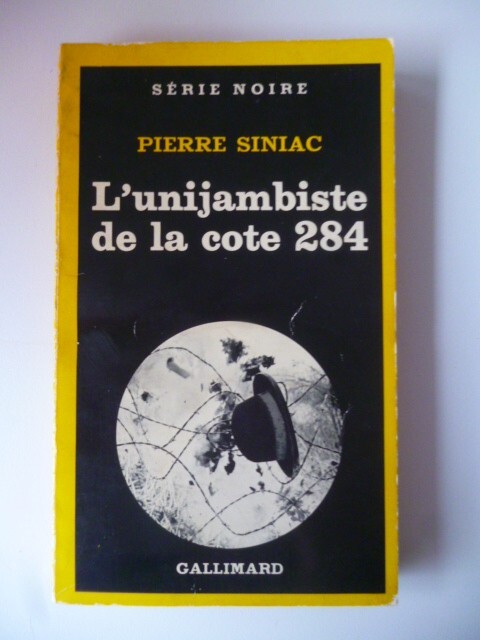 SÉRIE NOIRE
PIERRE SINIAC
L'unijambiste
de la cote 284
GALLIMARD